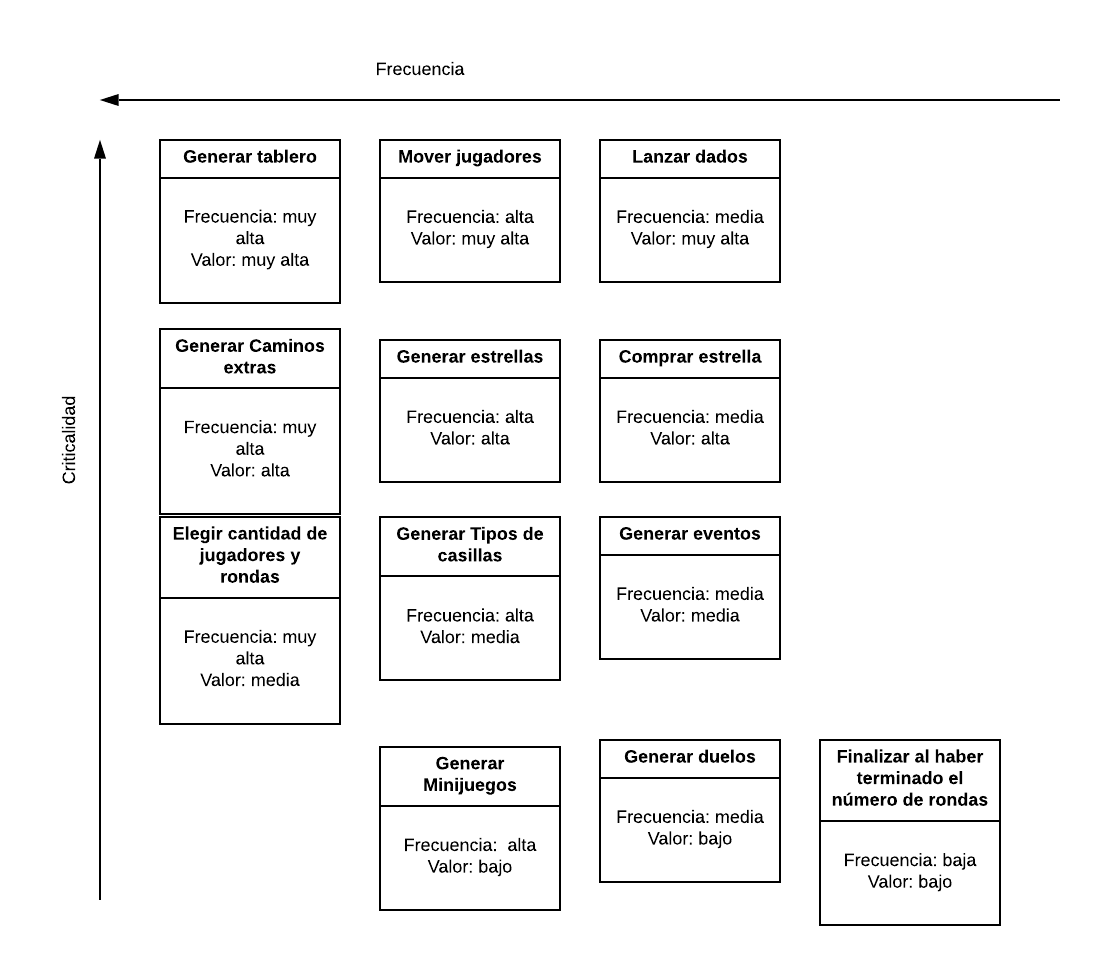 Frecuencia
Criticalidad
Generar tablero
Frecuencia: muy
alta
Valor: muy alta
Mover jugadores
Frecuencia: alta
Valor: muy alta
Lanzar dados
Frecuencia: media
Valor: muy alta
Generar Caminos
extras
Frecuencia: muy
alta
Valor: alta
Generar estrellas
Frecuencia: alta
Valor: alta
Comprar estrella
Frecuencia: media
Valor: alta
Elegir cantidad de
jugadores y
rondas
Frecuencia: muy
alta
Valor: media
Generar Tipos de
casillas
Frecuencia: alta
Valor: media
Generar eventos
Frecuencia: media
Valor: media
Generar
Minijuegos
Frecuencia:  alta
Valor: bajo
Generar duelos
Frecuencia: media
Valor: bajo
Finalizar al haber
terminado el
número de rondas
Frecuencia: baja
Valor: bajo